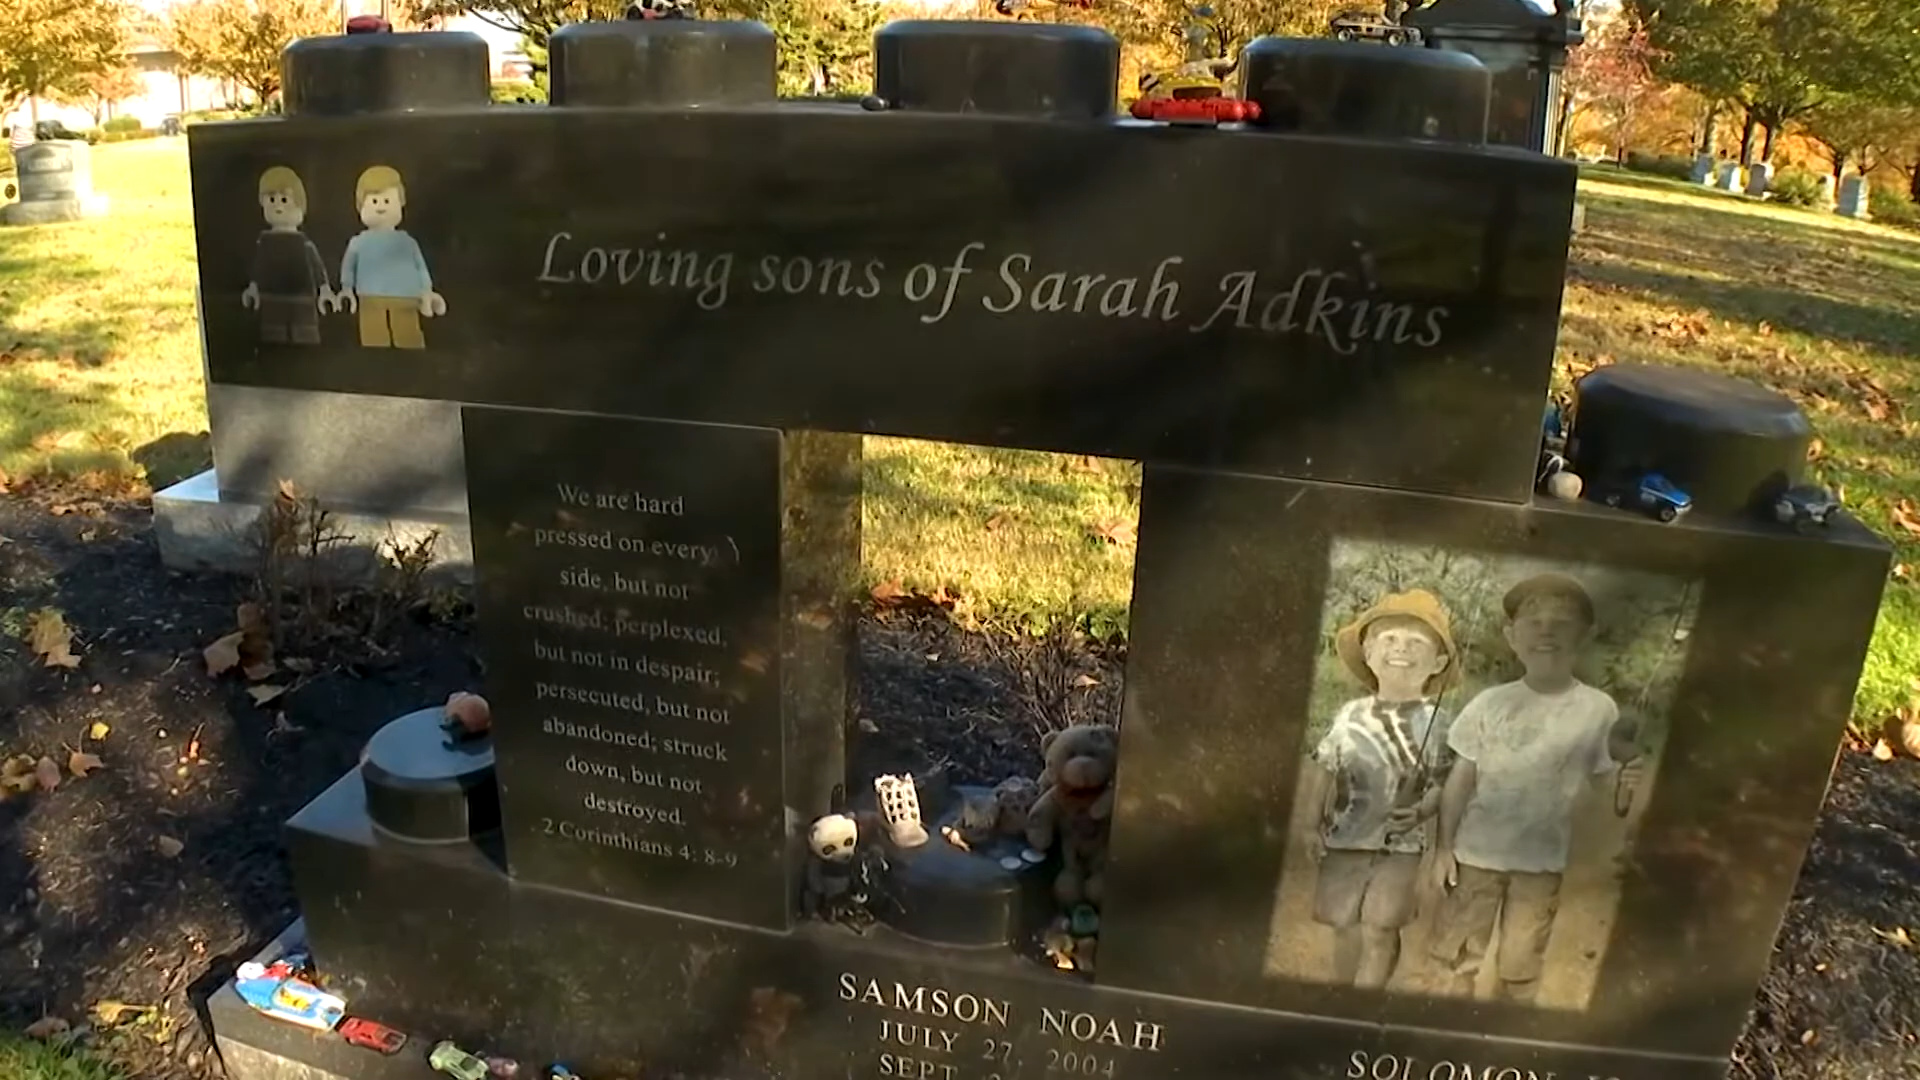 Loving sons of Sarah Adkins
We are hard
pressed on every
side, but not
crushed; perplexed,
but not in despair;
persecuted, but not
abandoned; struck
down, but not
destroyed.
2 Corinthians 4: 8-9
SAMSON NOAH
JULY 27, 2004
SEPT
SOLOMON